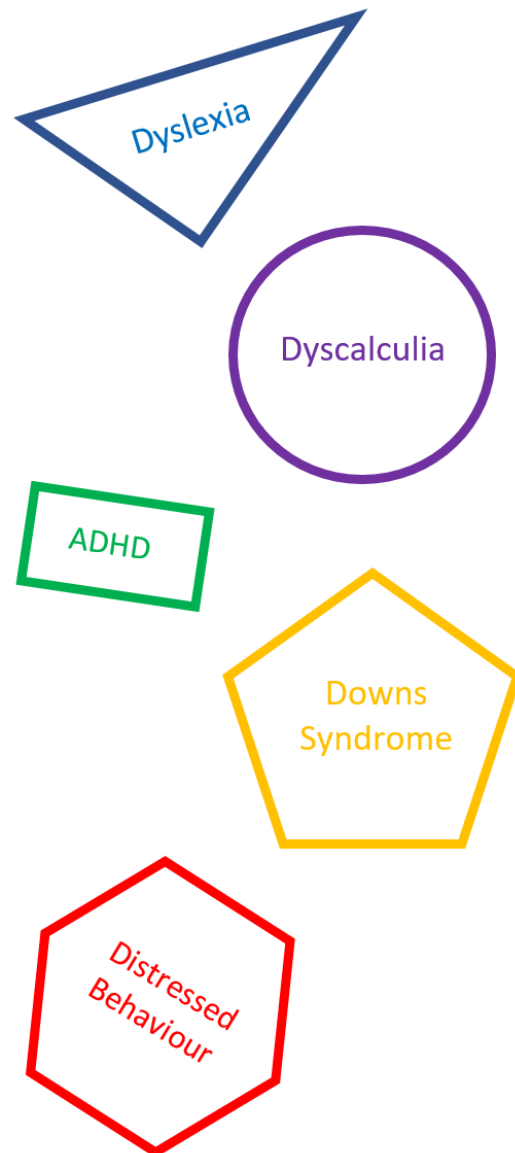 Dyslexia
Dyscalculia
ADHD
Downs
Syndrome
Distressed
Behaviour